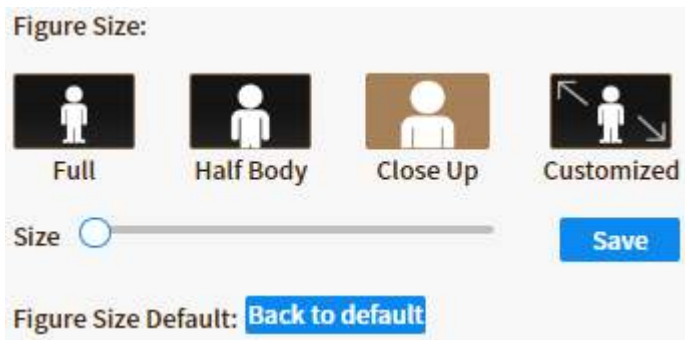 Figure Size:
Full Half Body Close Up Customized
Size Save
Figure Size Default: Back to default